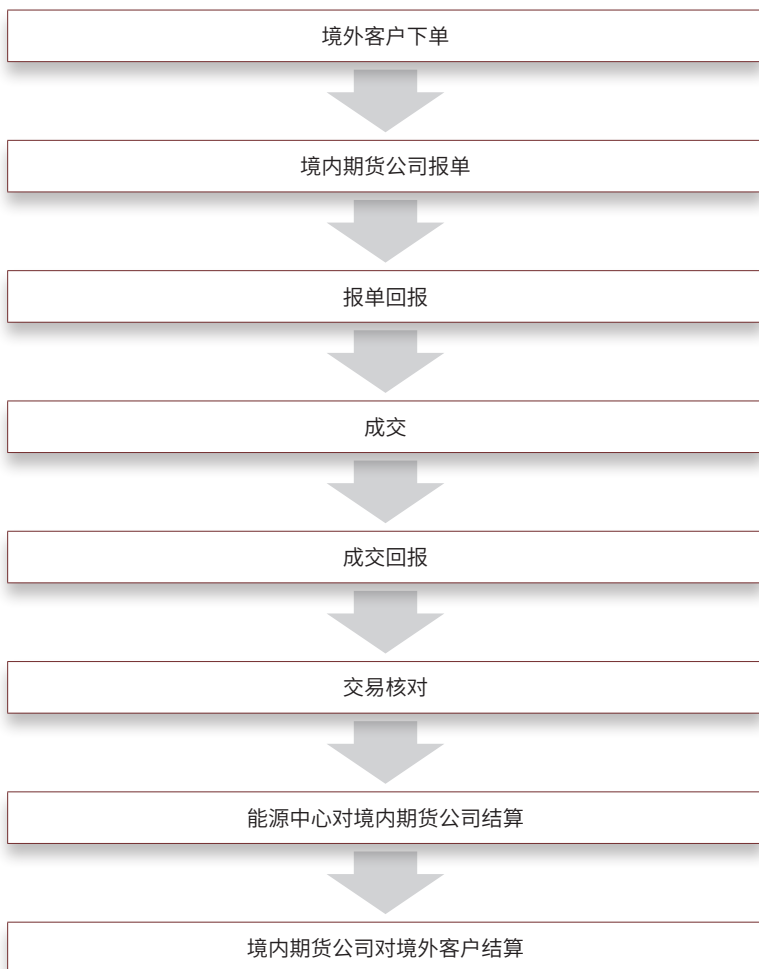 境外客户下单
境内期货公司报单
报单回报
成交
成交回报
交易核对
能源中心对境内期货公司结算
境内期货公司对境外客户结算